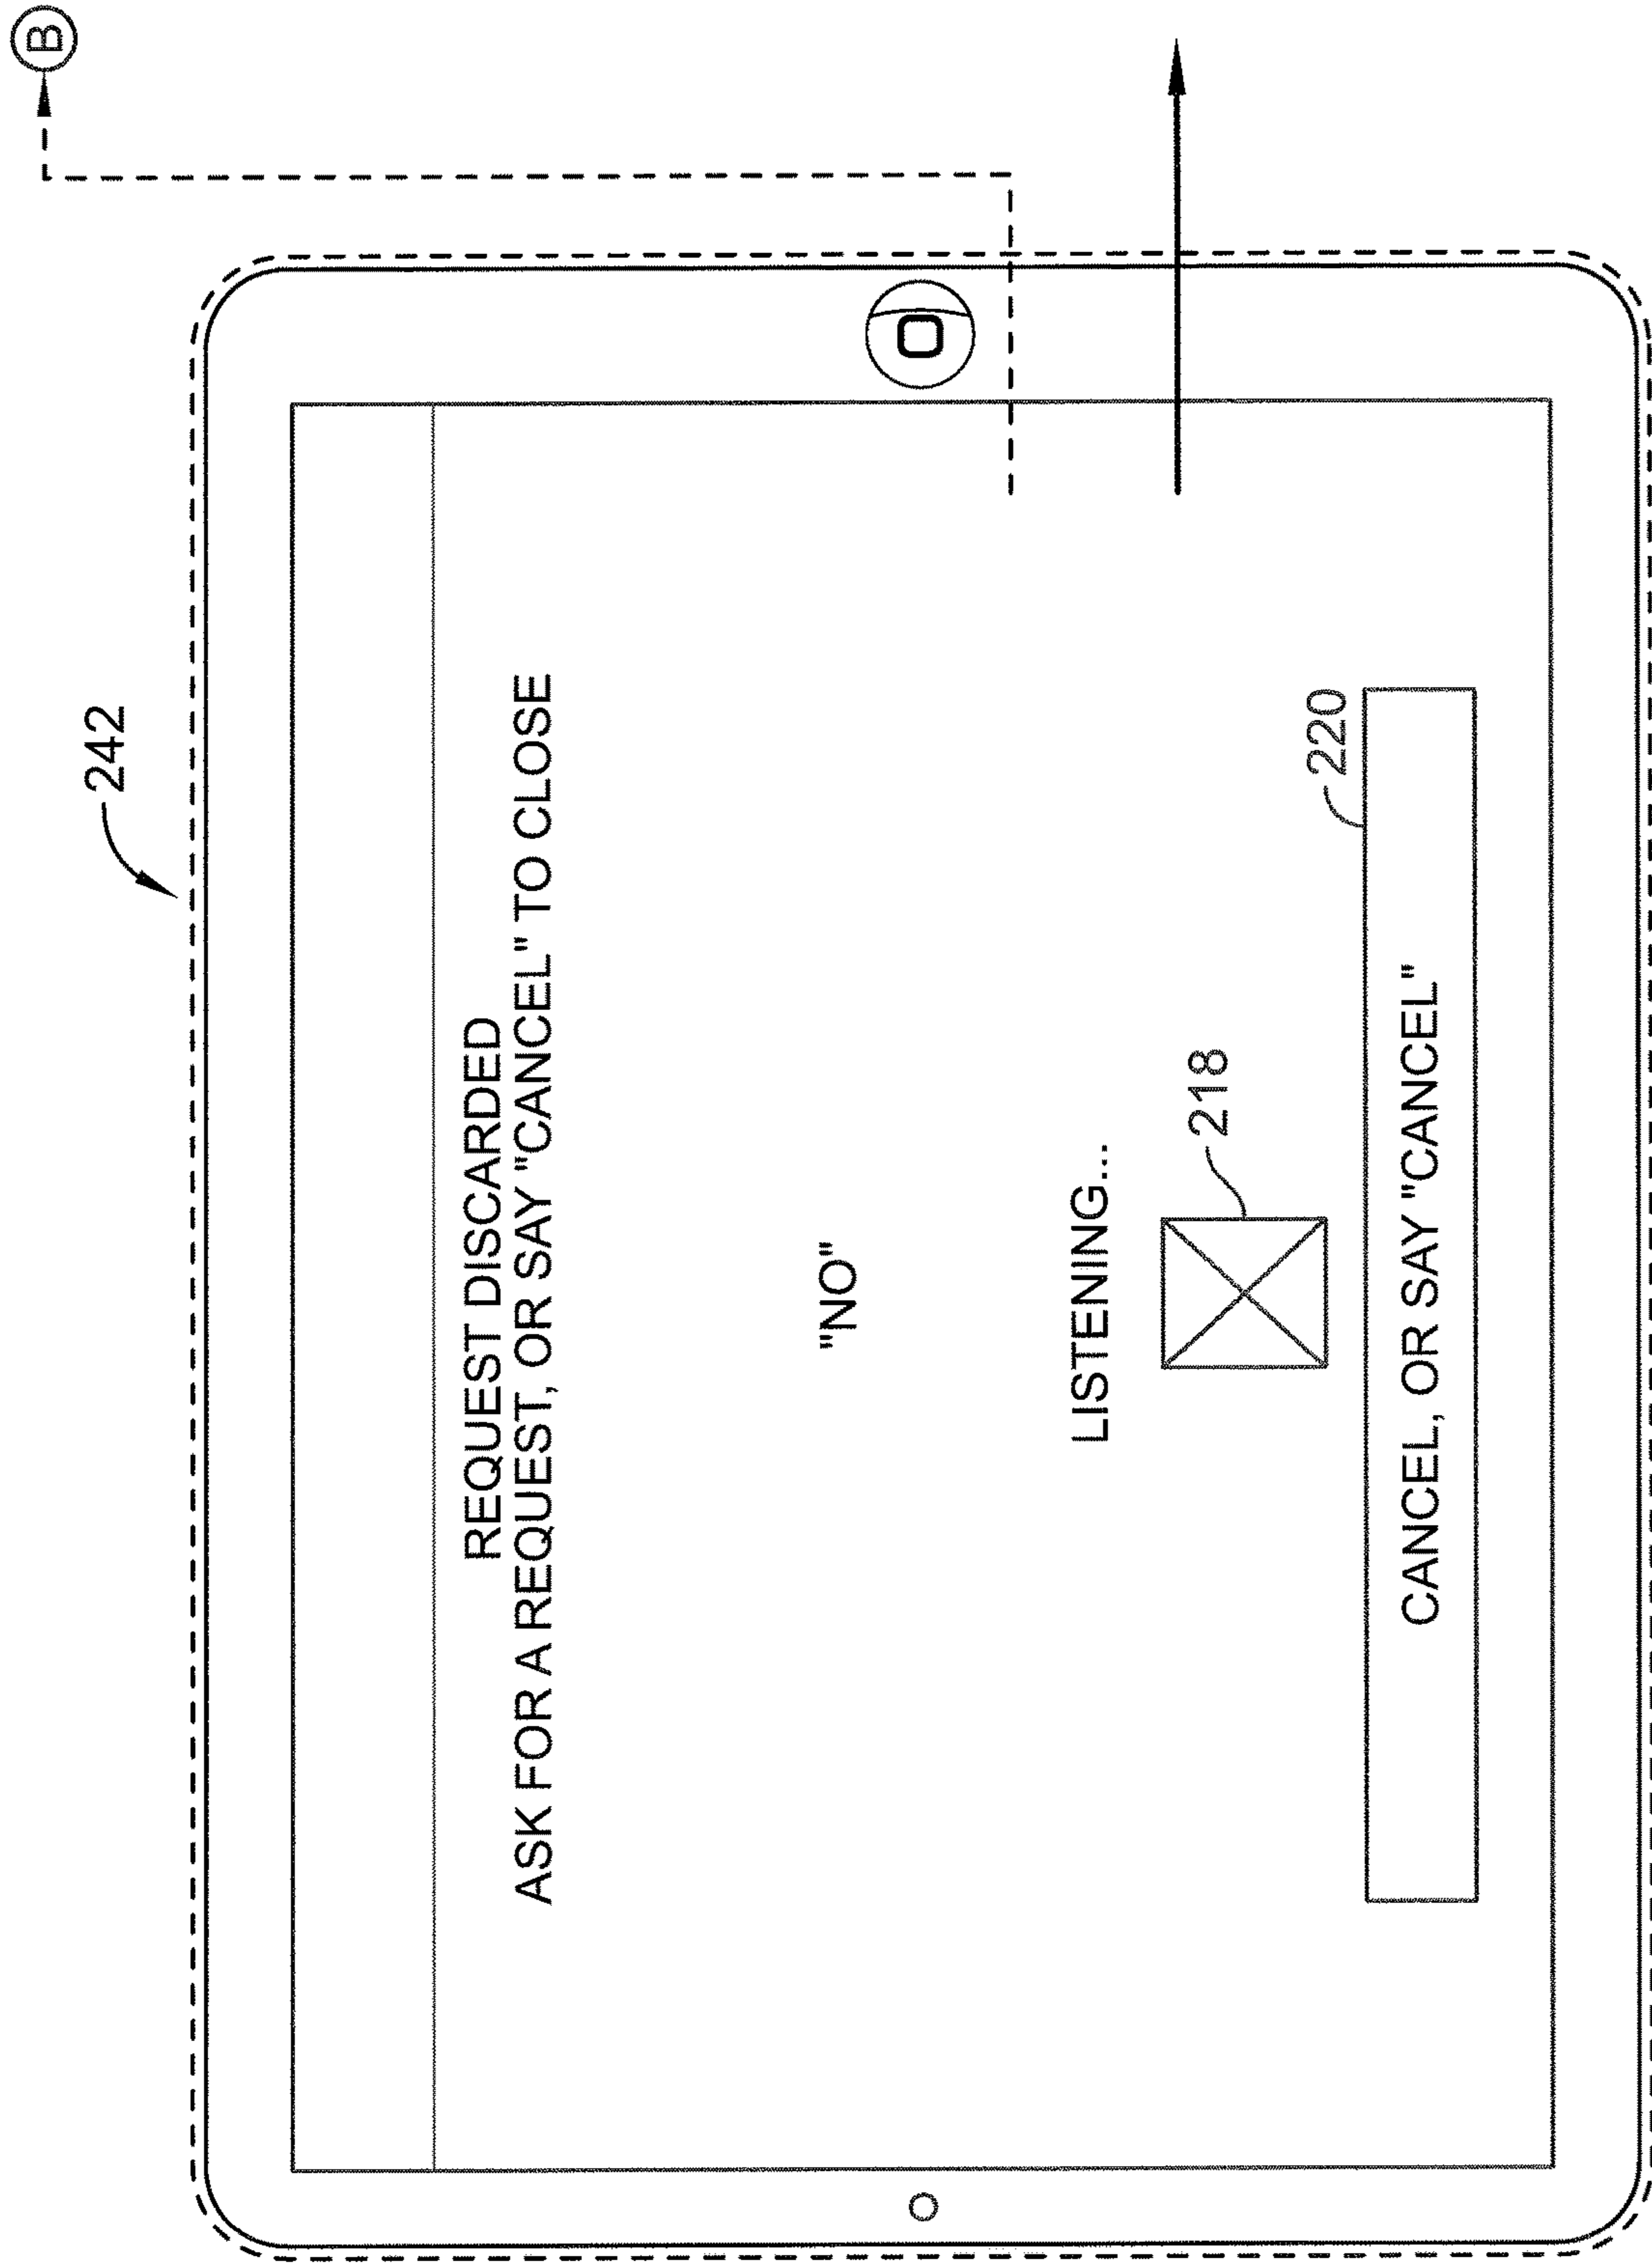 242
REQUEST DISCARDED
ASK FOR A REQUEST, OR SAY "CANCEL" TO CLOSE
"NO"
LISTENING...
218
220
CANCEL, OR SAY "CANCEL"
B